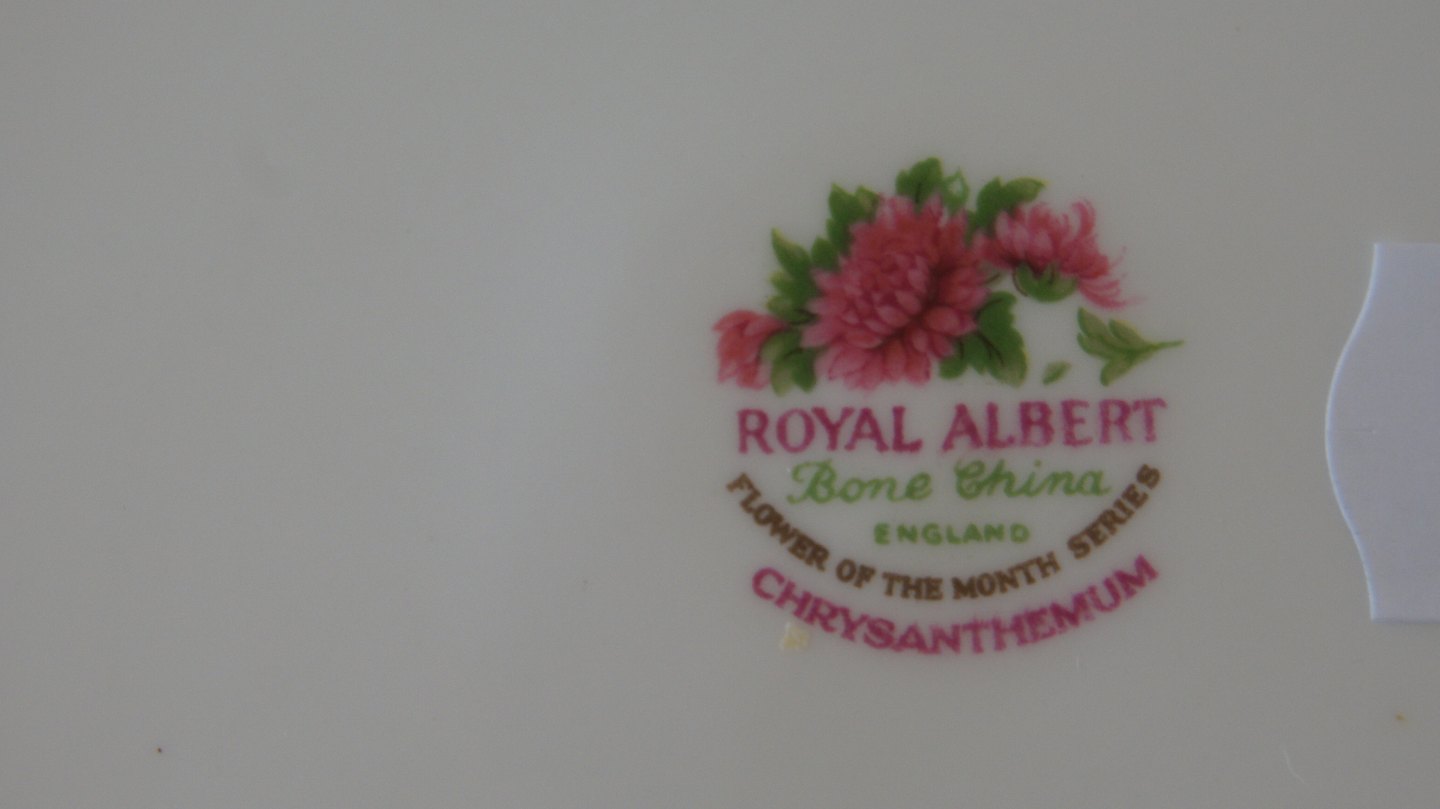 ROYAL ALBERT
Bone China
ENGLAND
FLOWER OF THE MONTH SERIES
CHRYSANTHEMUM